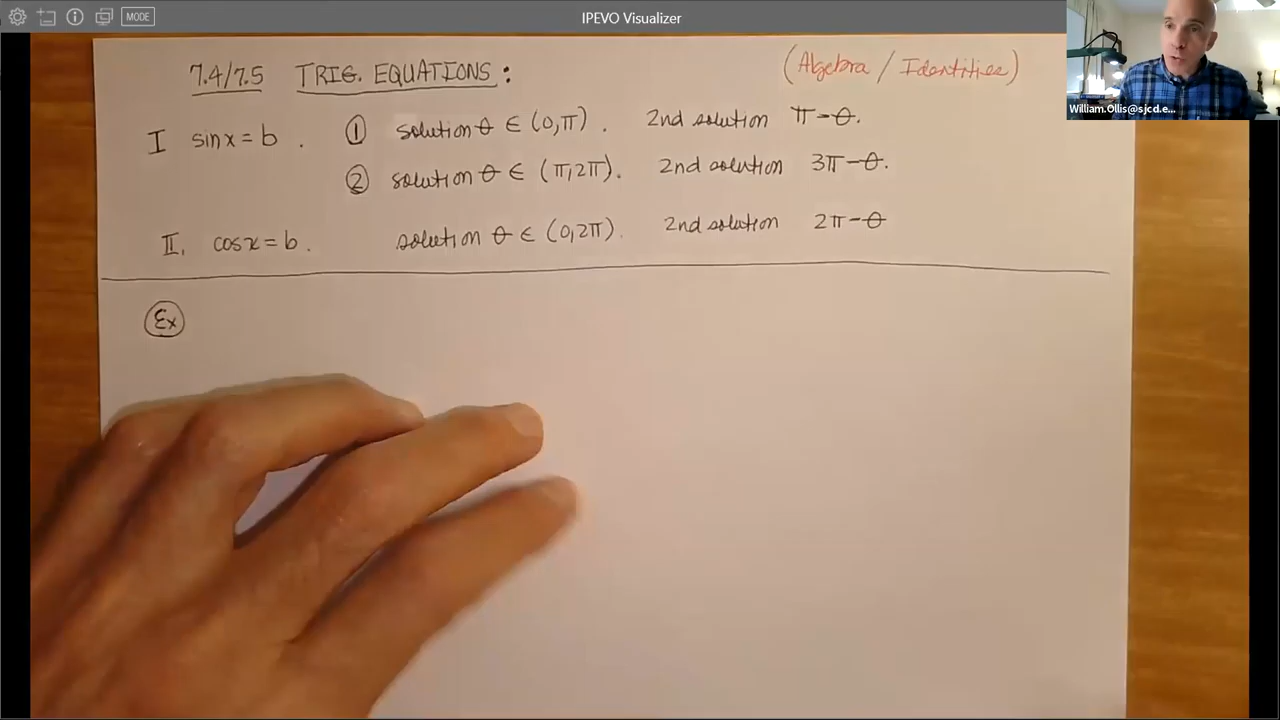 MODE
IPEVO Visualizer
William.Ollis@sjcd.e...
7.4/7.5 TRIG. EQUATIONS: (Algebra / Identities)
I sinx = b. ① solution θ ∈ (0,π). 2nd solution π-θ.
② solution θ ∈ (π,2π). 2nd solution 3π-θ.
II. cosx = b. solution θ ∈ (0,2π). 2nd solution 2π-θ
Ex